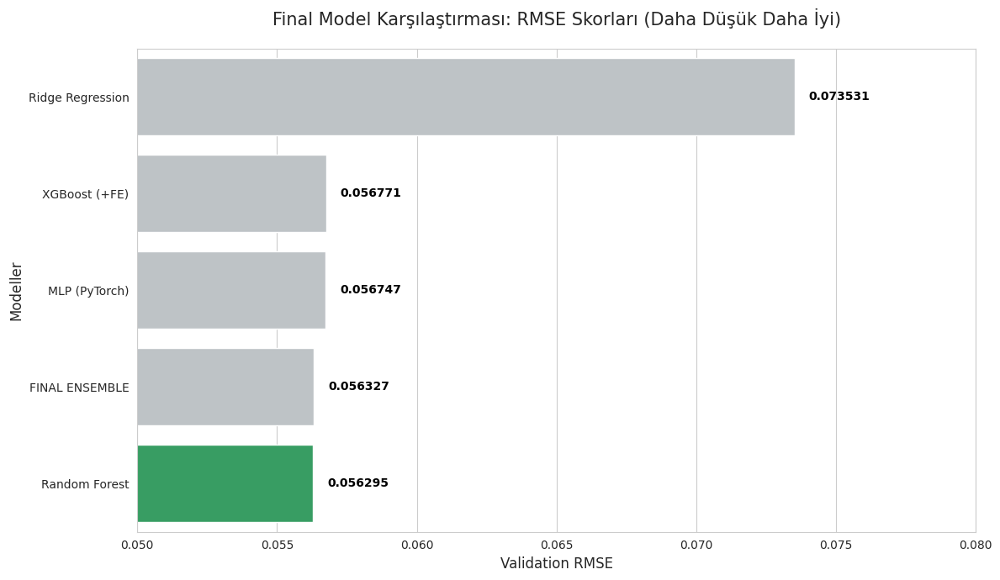 Final Model Karşılaştırması: RMSE Skorları (Daha Düşük Daha İyi)
Modeller
Ridge Regression
0.073531
XGBoost (+FE)
0.056771
MLP (PyTorch)
0.056747
FINAL ENSEMBLE
0.056327
Random Forest
0.056295
0.050 0.055 0.060 0.065 0.070 0.075 0.080
Validation RMSE